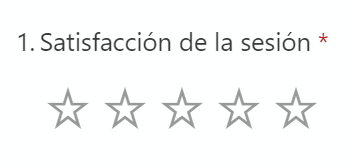 1. Satisfacción de la sesión *